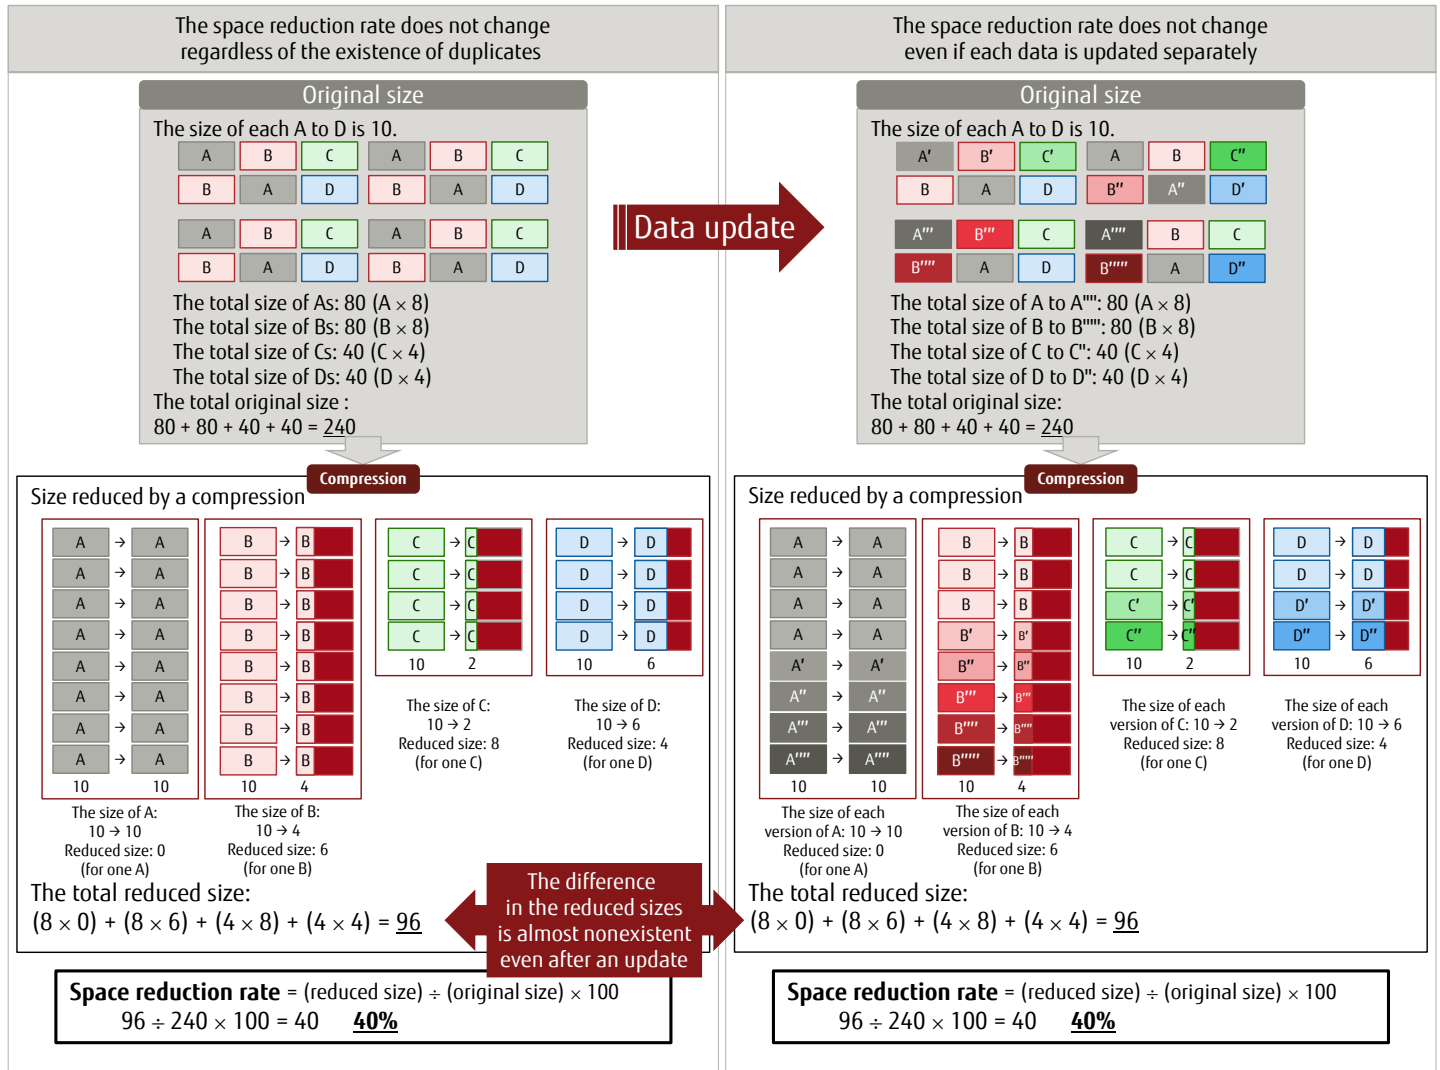 The space reduction rate does not change
regardless of the existence of duplicates
Original size
The size of each A to D is 10.
A B C A B C
B A D B A D
A B C A B C
B A D B A D
The total size of As: 80 (A × 8)
The total size of Bs: 80 (B × 8)
The total size of Cs: 40 (C × 4)
The total size of Ds: 40 (D × 4)
The total original size :
80 + 80 + 40 + 40 = 240
Compression
Size reduced by a compression
A → A B → B C → C D → D
A → A B → B C → C D → D
A → A B → B C → C D → D
A → A B → B C → C D → D
A → A B → B 10 2 10 6
A → A B → B
A → A B → B
A → A B → B
10 10 10 4
The size of C:
10 → 2
Reduced size: 8
(for one C)
The size of D:
10 → 6
Reduced size: 4
(for one D)
The size of A:
10 → 10
Reduced size: 0
(for one A)
The size of B:
10 → 4
Reduced size: 6
(for one B)
The total reduced size:
(8 × 0) + (8 × 6) + (4 × 8) + (4 × 4) = 96
Space reduction rate = (reduced size) ÷ (original size) × 100
96 ÷ 240 × 100 = 40 40%
Data update
The difference
in the reduced sizes
is almost nonexistent
even after an update
The space reduction rate does not change
even if each data is updated separately
Original size
The size of each A to D is 10.
A' B' C' A B C''
B A D B'' A'' D'
A''' B''' C A'''' B C
B'''' A D B''''' A D''
The total size of A to A'''': 80 (A × 8)
The total size of B to B''''': 80 (B × 8)
The total size of C to C'': 40 (C × 4)
The total size of D to D'': 40 (D × 4)
The total original size:
80 + 80 + 40 + 40 = 240
Compression
Size reduced by a compression
A → A B → B C → C D → D
A → A B → B C → C D → D
A → A B → B C' → C' D' → D'
A → A B' → B' C'' → C'' D'' → D''
A' → A' B'' → B'' 10 2 10 6
A'' → A'' B''' → B'''
A''' → A''' B'''' → B''''
A'''' → A'''' B''''' → B'''''
10 10 10 4
The size of each
version of C: 10 → 2
Reduced size: 8
(for one C)
The size of each
version of D: 10 → 6
Reduced size: 4
(for one D)
The size of each
version of A: 10 → 10
Reduced size: 0
(for one A)
The size of each
version of B: 10 → 4
Reduced size: 6
(for one B)
The total reduced size:
(8 × 0) + (8 × 6) + (4 × 8) + (4 × 4) = 96
Space reduction rate = (reduced size) ÷ (original size) × 100
96 ÷ 240 × 100 = 40 40%